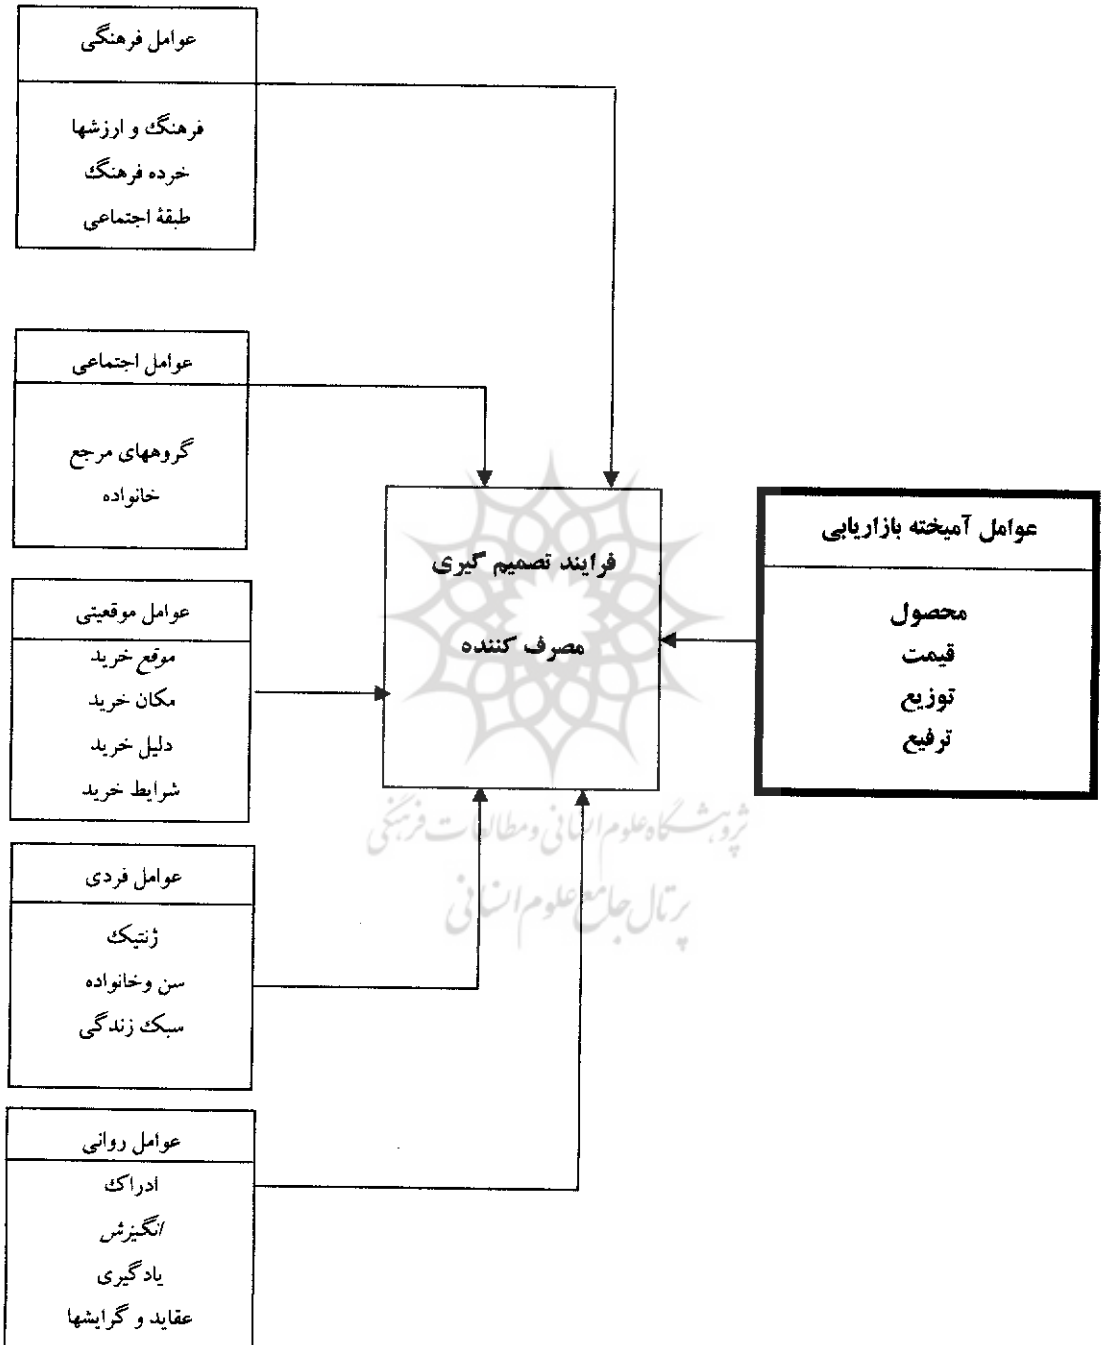 عوامل فرهنگی
فرهنگ و ارزشها
خرده فرهنگ
طبقهٔ اجتماعی
عوامل اجتماعی
گروههای مرجع
خانواده
عوامل موقعیتی
موقع خرید
مکان خرید
دلیل خرید
شرایط خرید
عوامل فردی
ژنتیک
سن وخانواده
سبک زندگی
عوامل روانی
ادراک
انگیزش
یادگیری
عقاید و گرایشها
فرایند تصمیم گیری
مصرف کننده
عوامل آمیخته بازاریابی
محصول
قیمت
توزیع
ترفیع
پژوهشگاه علوم انسانی و مطالعات فرهنگی
پرتال جامع علوم انسانی